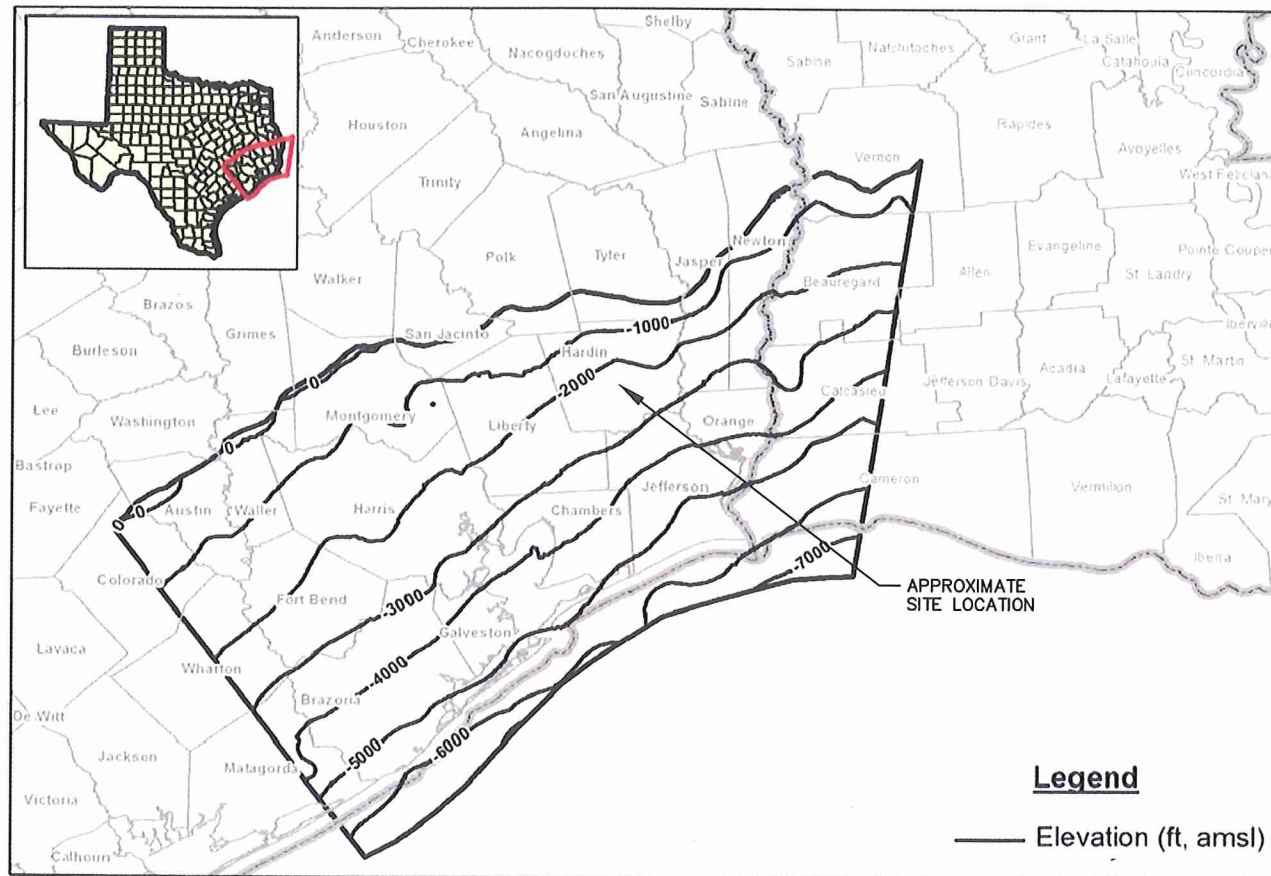 Shelby
Anderson
Cherokee
Nacogdoches
Sabine
Natchitoches
Grant
La Salle
Catahoula
Concordia
San Augustine
Sabine
Houston
Angelina
Rapides
Avoyelles
Vernon
West Feliciana
Trinity
Newton
Polk
Tyler
Jasper
Evangeline
Pointe Coupee
Walker
Beauregard
Allen
St. Landry
Brazos
Grimes
San Jacinto
-1000
Iberville
Burleson
Hardin
St. Martin
0
-2000
Acadia
Lafayette
Jefferson Davis
Calcasieu
Lee
Washington
Montgomery
Liberty
Orange
0
Bastrop
Fayette
Austin
Waller
Harris
Chambers
Jefferson
Cameron
Vermilion
St. Mary
0
0
-7000
Iberia
Colorado
Fort Bend
-3000
APPROXIMATE
SITE LOCATION
Galveston
Lavaca
Wharton
-4000
Brazoria
De Witt
-5000
-6000
Jackson
Matagorda
Legend
Victoria
Elevation (ft, amsl)
Calhoun